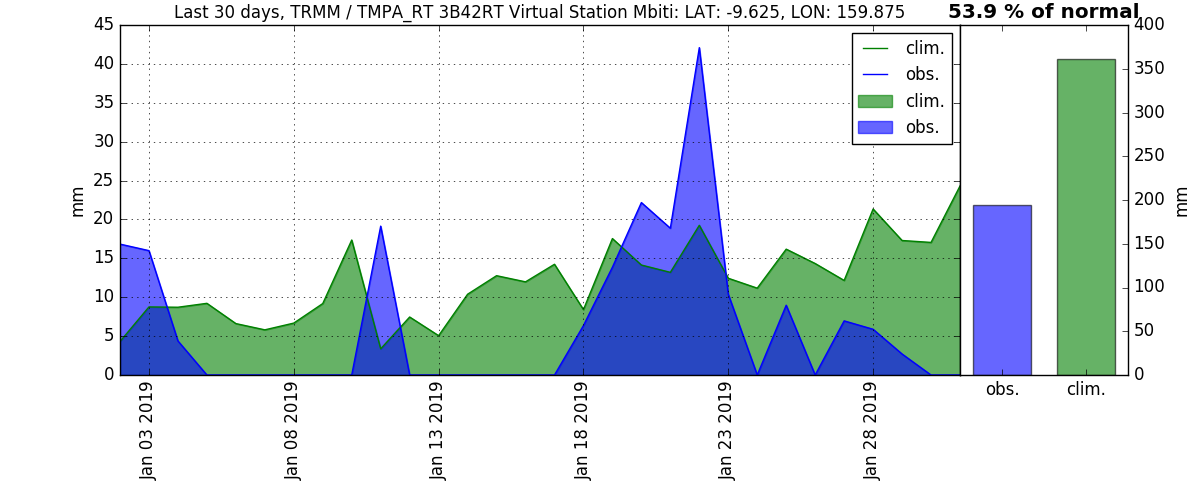 Last 30 days, TRMM / TMPA_RT 3B42RT Virtual Station Mbiti: LAT: -9.625, LON: 159.875
53.9 % of normal
45
40
35
30
25
20
15
10
5
0
mm
clim.
obs.
clim.
obs.
Jan 03 2019
Jan 08 2019
Jan 13 2019
Jan 18 2019
Jan 23 2019
Jan 28 2019
400
350
300
250
200
150
100
50
0
mm
obs.
clim.